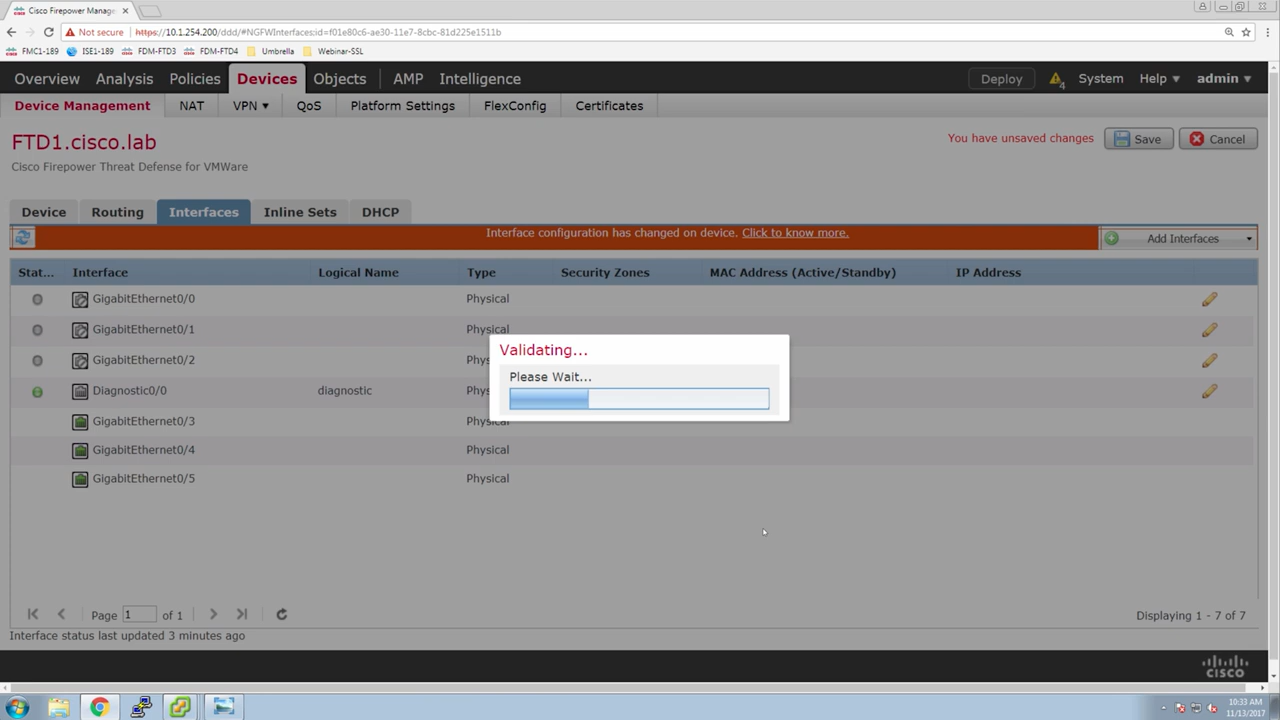 Cisco Firepower Manage
Not secure https://10.1.254.200/ddd/#NGFWInterfaces;id=f01e80c6-ae30-11e7-8cbc-81d225e1511b
FMC1-189 ISE1-189 FDM-FTD3 FDM-FTD4 Umbrella Webinar-SSL
Overview Analysis Policies Devices Objects AMP Intelligence Deploy 4 System Help admin
Device Management NAT VPN QoS Platform Settings FlexConfig Certificates
FTD1.cisco.lab
You have unsaved changes Save Cancel
Cisco Firepower Threat Defense for VMWare
Device Routing Interfaces Inline Sets DHCP
Interface configuration has changed on device. Click to know more. Add Interfaces
Stat... Interface Logical Name Type Security Zones MAC Address (Active/Standby) IP Address
GigabitEthernet0/0 Physical
GigabitEthernet0/1 Physical
GigabitEthernet0/2 Phys
Diagnostic0/0 diagnostic Phys
GigabitEthernet0/3 Physical
GigabitEthernet0/4 Physical
GigabitEthernet0/5 Physical
Validating...
Please Wait...
Page 1 of 1 Displaying 1 - 7 of 7
Interface status last updated 3 minutes ago
cisco
10:33 AM
11/13/2017